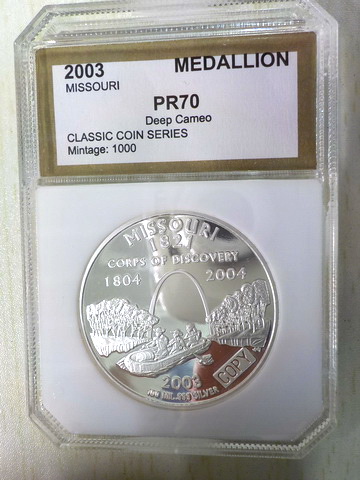 2003
MEDALLION
MISSOURI
PR70
Deep Cameo
CLASSIC COIN SERIES
Mintage: 1000
MISSOURI
1821
CORPS OF DISCOVERY
1804
2004
2003
COPY
.999 SILVER